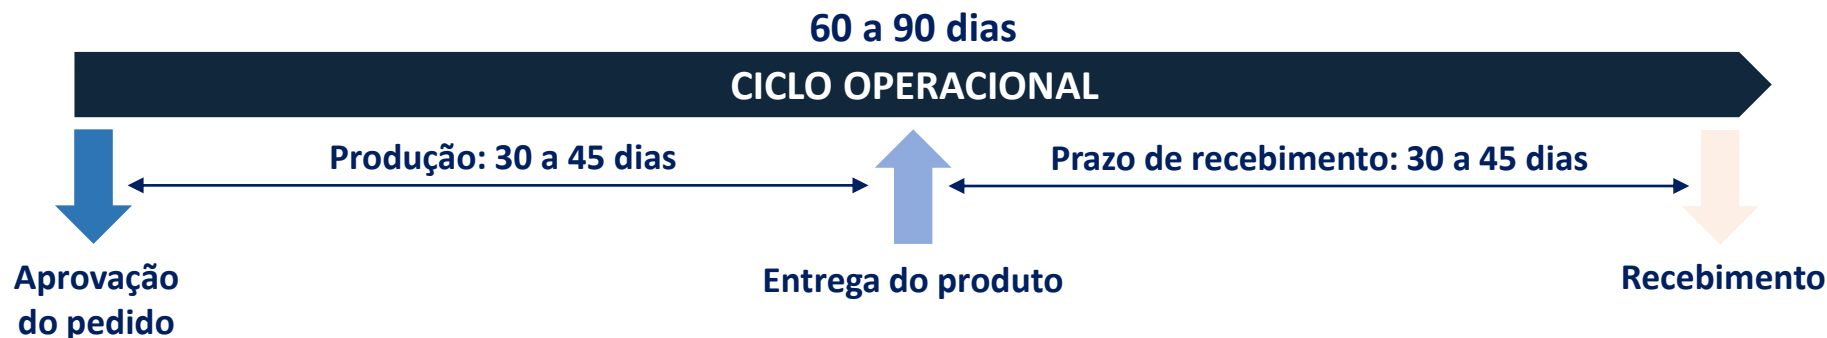 60 a 90 dias
CICLO OPERACIONAL
Produção: 30 a 45 dias
Prazo de recebimento: 30 a 45 dias
Aprovação
do pedido
Entrega do produto
Recebimento